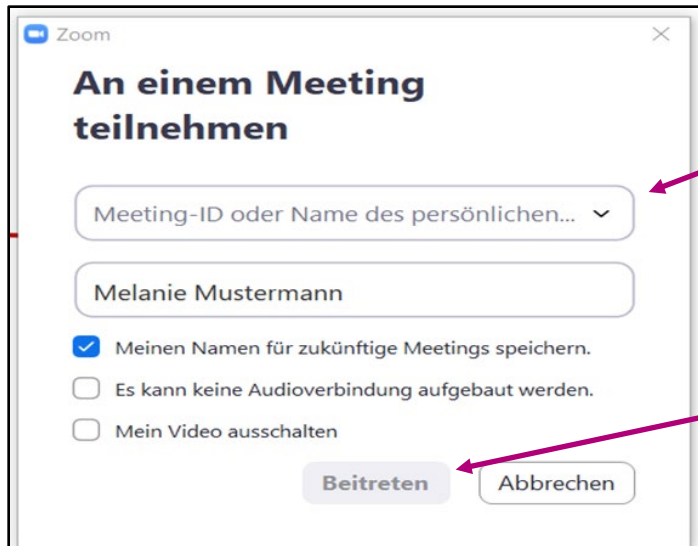 Zoom
An einem Meeting
teilnehmen
Meeting-ID oder Name des persönlichen...
Melanie Mustermann
Meinen Namen für zukünftige Meetings speichern.
Es kann keine Audioverbindung aufgebaut werden.
Mein Video ausschalten
Beitreten Abbrechen